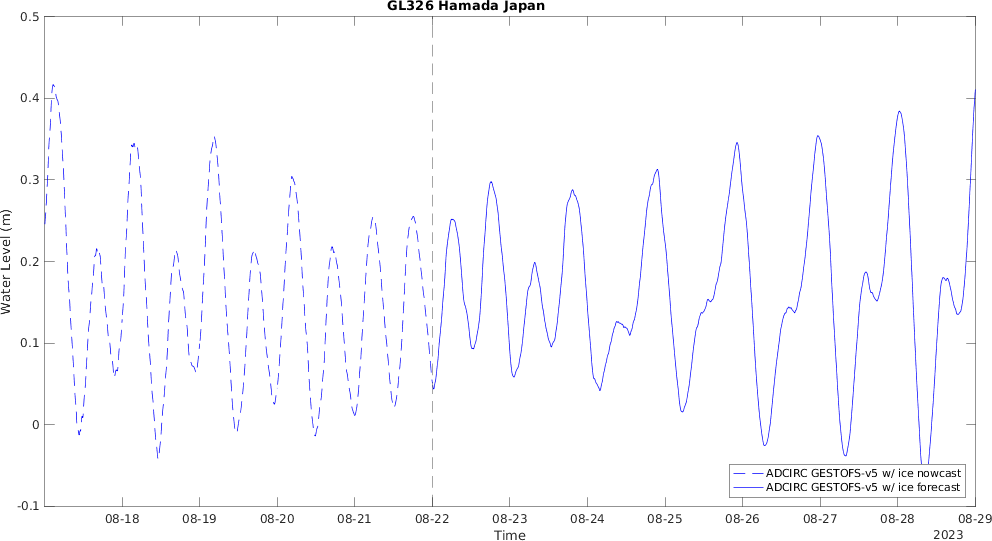 GL326 Hamada Japan
0.5
0.4
0.3
0.2
0.1
0
-0.1
Water Level (m)
08-18 08-19 08-20 08-21 08-22 08-23 08-24 08-25 08-26 08-27 08-28 08-29
Time
2023
ADCIRC GESTOFS-v5 w/ ice nowcast
ADCIRC GESTOFS-v5 w/ ice forecast